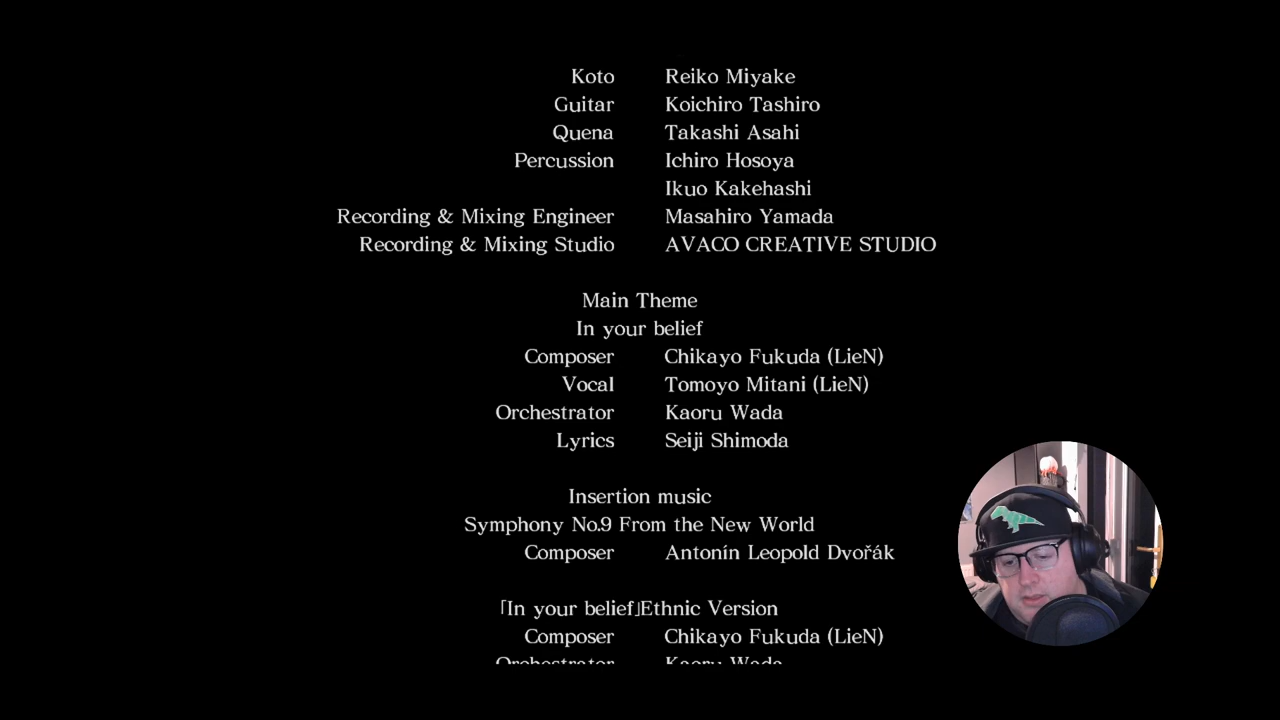 Koto Reiko Miyake
Guitar Koichiro Tashiro
Quena Takashi Asahi
Percussion Ichiro Hosoya
Ikuo Kakehashi
Recording & Mixing Engineer Masahiro Yamada
Recording & Mixing Studio AVACO CREATIVE STUDIO
Main Theme
In your belief
Composer Chikayo Fukuda (LieN)
Vocal Tomoyo Mitani (LieN)
Orchestrator Kaoru Wada
Lyrics Seiji Shimoda
Insertion music
Symphony No.9 From the New World
Composer Antonín Leopold Dvořák
「In your belief」Ethnic Version
Composer Chikayo Fukuda (LieN)
Orchestrator Kaoru Wada